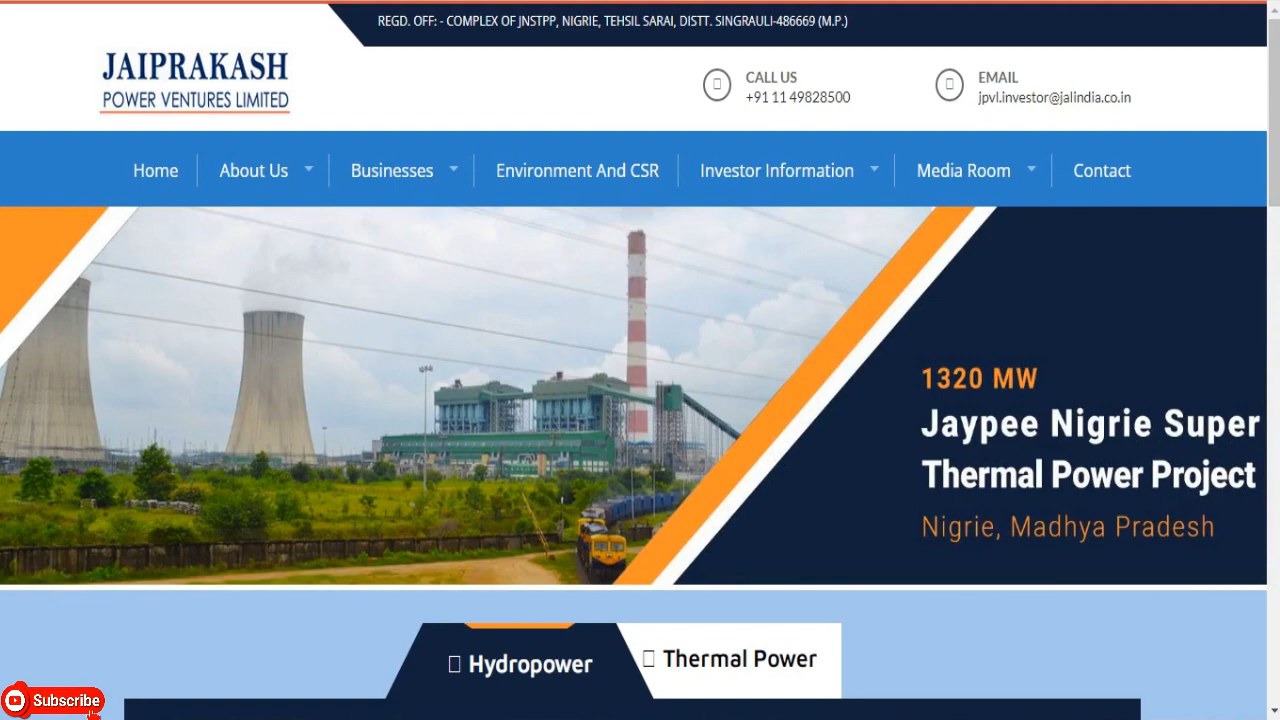 REGD. OFF: - COMPLEX OF JNSTPP, NIGRIE, TEHSIL SARAI, DISTT. SINGRAULI-486669 (M.P.)
JAIPRAKASH
POWER VENTURES LIMITED
CALL US
+91 11 49828500
EMAIL
jpvl.investor@jalindia.co.in
Home About Us Businesses Environment And CSR Investor Information Media Room Contact
1320 MW
Jaypee Nigrie Super
Thermal Power Project
Nigrie, Madhya Pradesh
Hydropower
Thermal Power
Subscribe